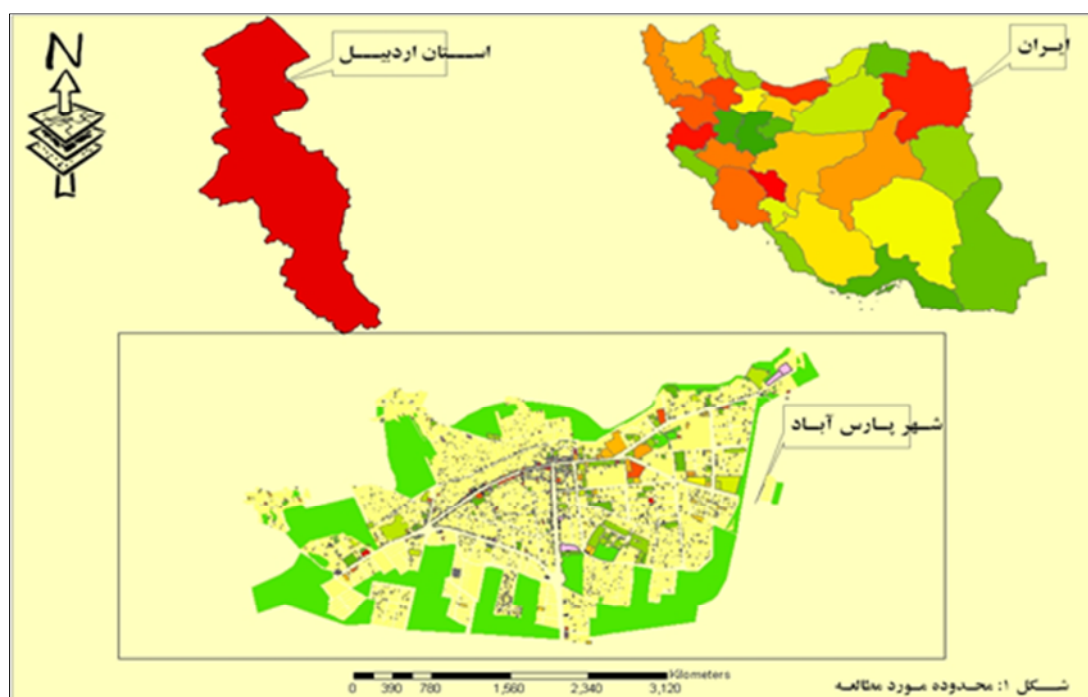 N
استان اردبیل
ایران
شهر پارس آباد
Kilometers
0 390 780 1,560 2,340 3,120
شکل ۱: محدوده مورد مطالعه